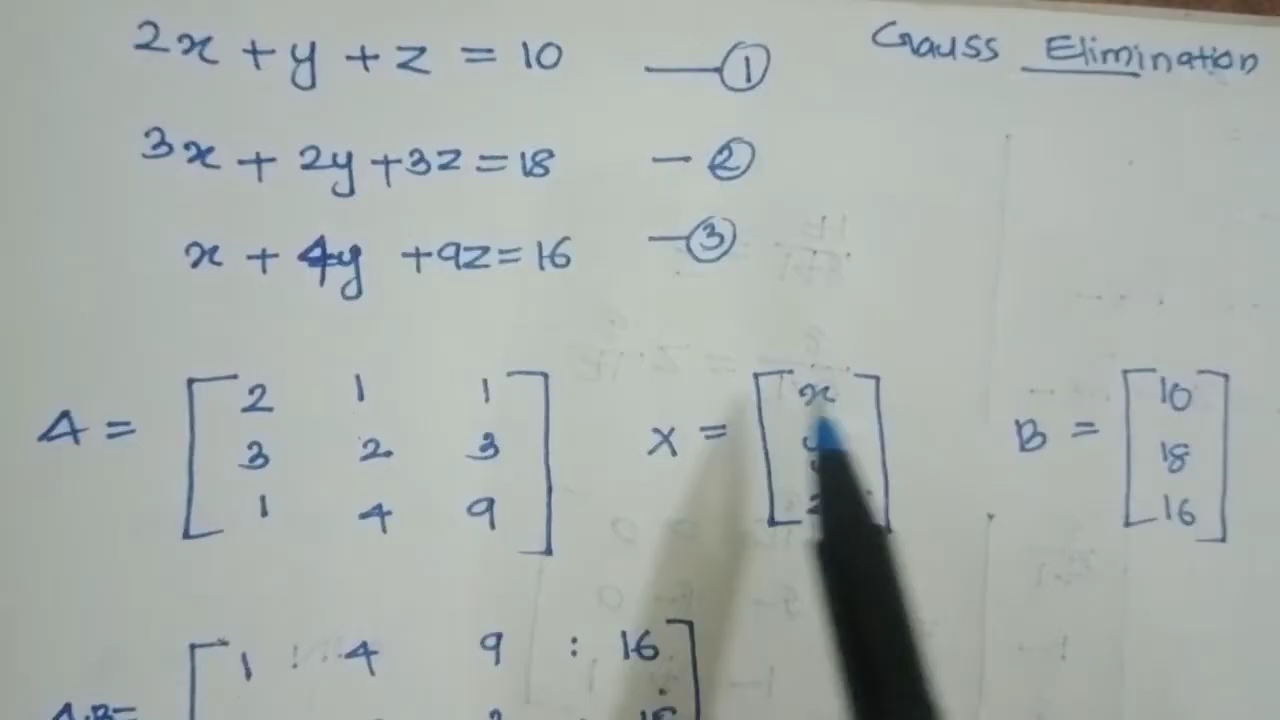 2x + y + z = 10 — 1 Gauss Elimination
3x + 2y + 3z = 18 — 2
x + 4y + 9z = 16 — 3
A = [ 2 1 1 X = [ x B = [ 10
3 2 3 18
1 4 9 ] ] 16 ]
[ 1 4 9 : 16 ]